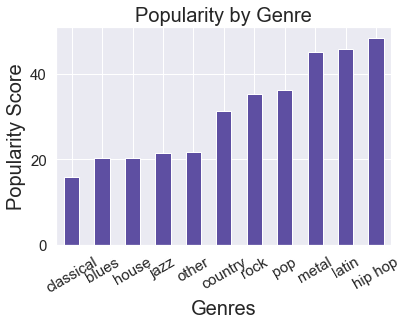 Popularity by Genre
Popularity Score
40
20
0
classical
blues
house
jazz
other
country
rock
pop
metal
latin
hip hop
Genres